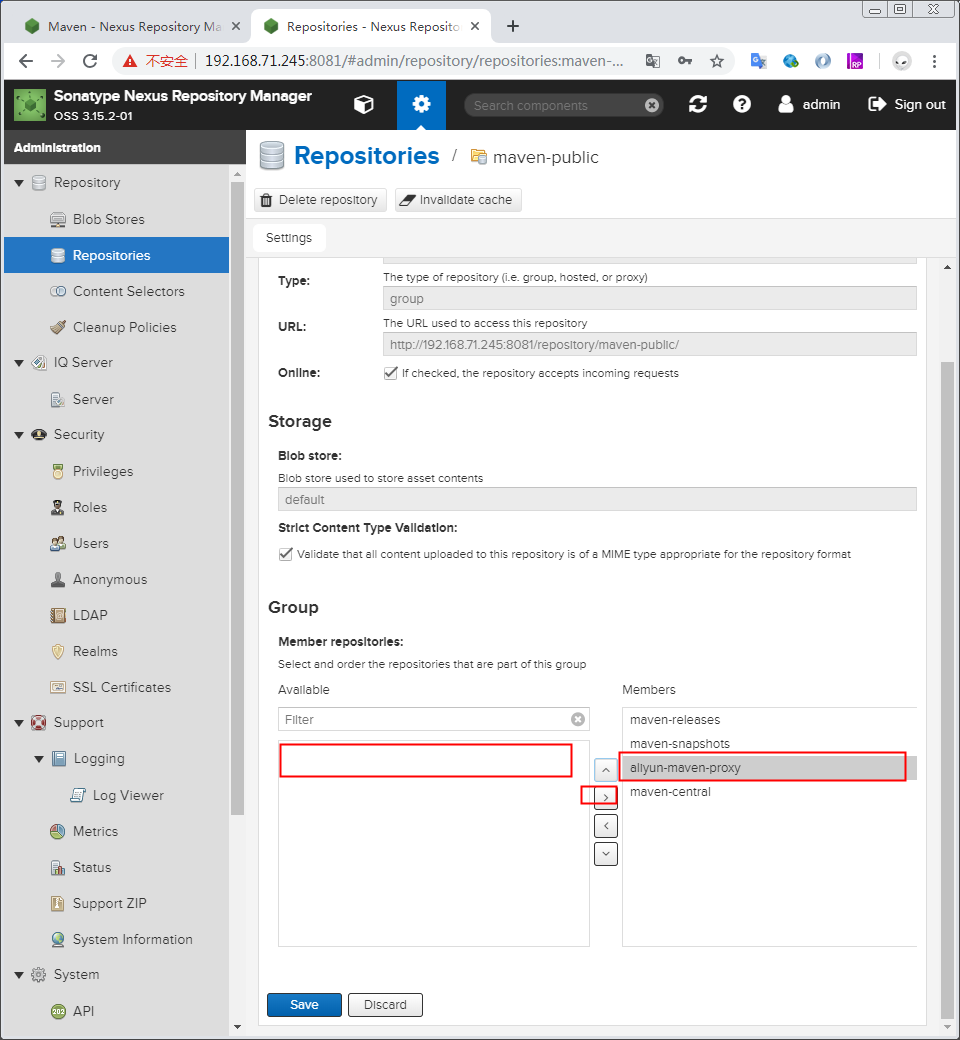 Maven - Nexus Repository Ma
Repositories - Nexus Reposito
不安全
192.168.71.245:8081/#admin/repository/repositories:maven-...
Sonatype Nexus Repository Manager
OSS 3.15.2-01
Search components
admin
Sign out
Administration
Repositories / maven-public
Repository
Blob Stores
Repositories
Content Selectors
Cleanup Policies
IQ Server
Server
Security
Privileges
Roles
Users
Anonymous
LDAP
Realms
SSL Certificates
Support
Logging
Log Viewer
Metrics
Status
Support ZIP
System Information
System
API
Delete repository
Invalidate cache
Settings
Type:
The type of repository (i.e. group, hosted, or proxy)
group
URL:
The URL used to access this repository
http://192.168.71.245:8081/repository/maven-public/
Online:
If checked, the repository accepts incoming requests
Storage
Blob store:
Blob store used to store asset contents
default
Strict Content Type Validation:
Validate that all content uploaded to this repository is of a MIME type appropriate for the repository format
Group
Member repositories:
Select and order the repositories that are part of this group
Available
Filter
Members
maven-releases
maven-snapshots
aliyun-maven-proxy
maven-central
Save
Discard